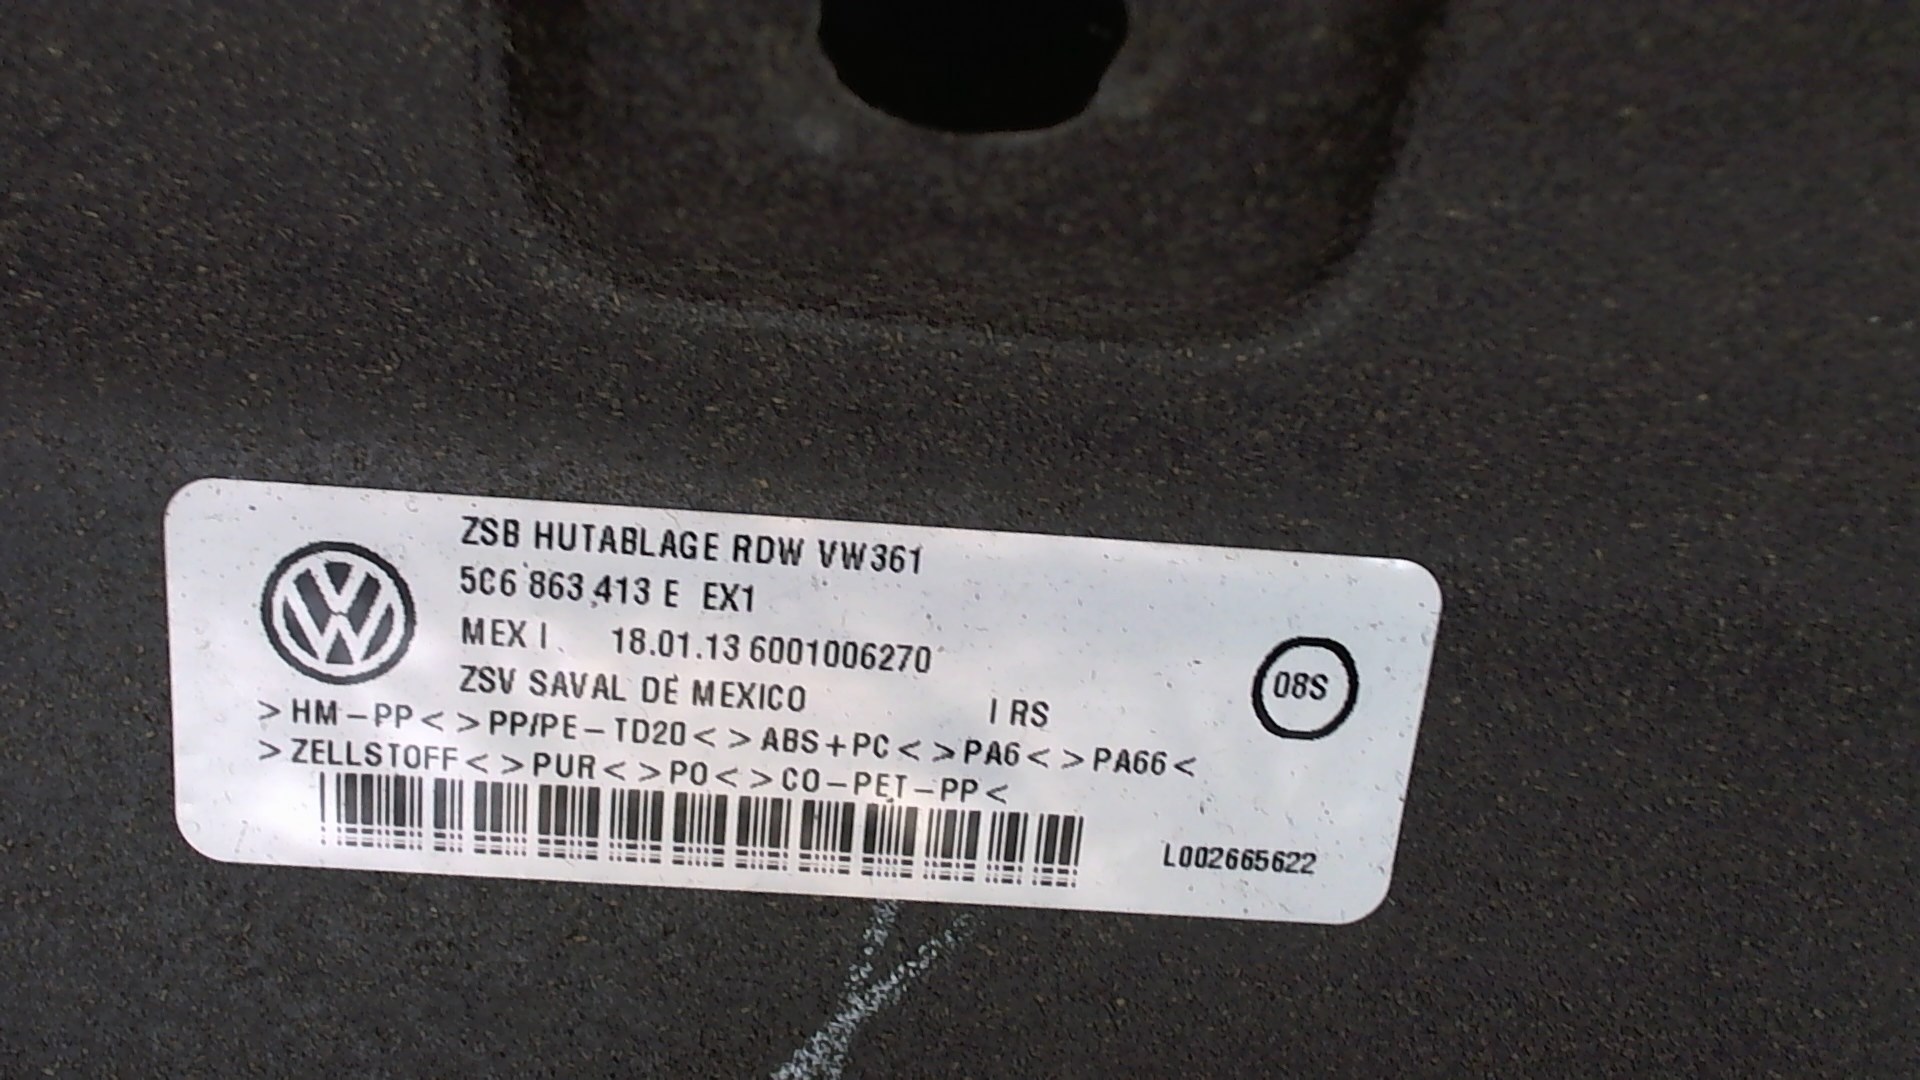 ZSB HUTABLAGE RDW VW361
5C6 863 413 E EX1
MEX I 18.01.13 6001006270
ZSV SAVAL DE MEXICO I RS
08S
>HM-PP< >PP/PE-TD20< >ABS+PC< >PA6< >PA66<
>ZELLSTOFF< >PUR< >PO< >CO-PET-PP<
L002665622